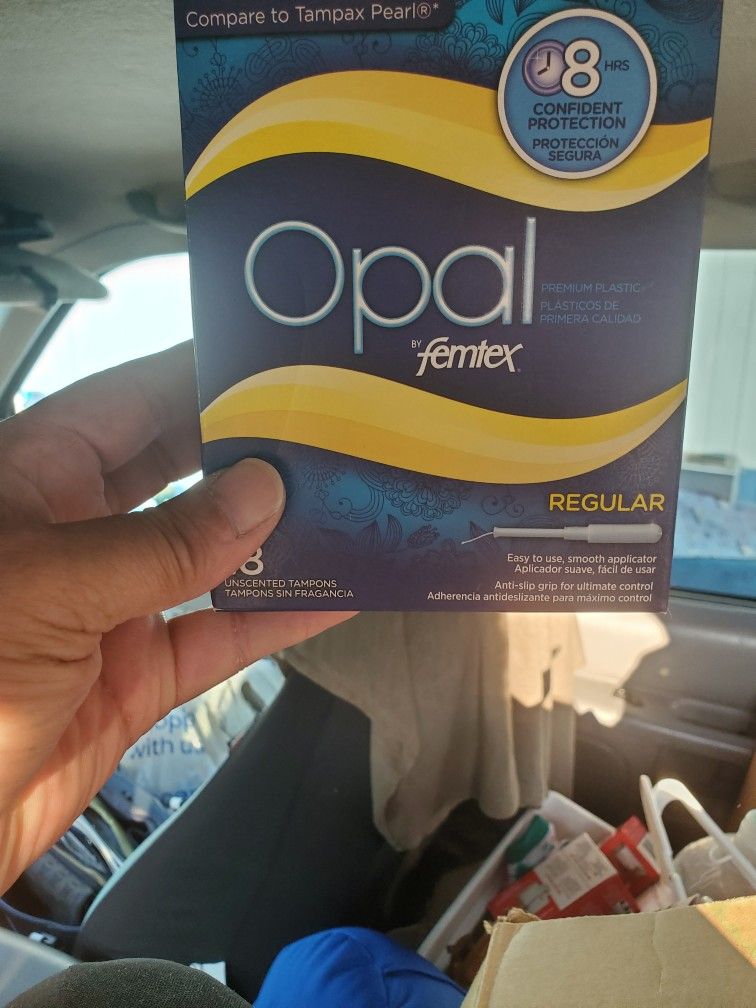 Compare to Tampax Pearl®*
8 HRS
CONFIDENT
PROTECTION
PROTECCIÓN
SEGURA
Opal
PREMIUM PLASTIC
PLÁSTICOS DE
PRIMERA CALIDAD
BY femtex
REGULAR
8
UNSCENTED TAMPONS
TAMPONS SIN FRAGANCIA
Easy to use, smooth applicator
Aplicador suave, fácil de usar
Anti-slip grip for ultimate control
Adherencia antideslizante para máximo control
with us